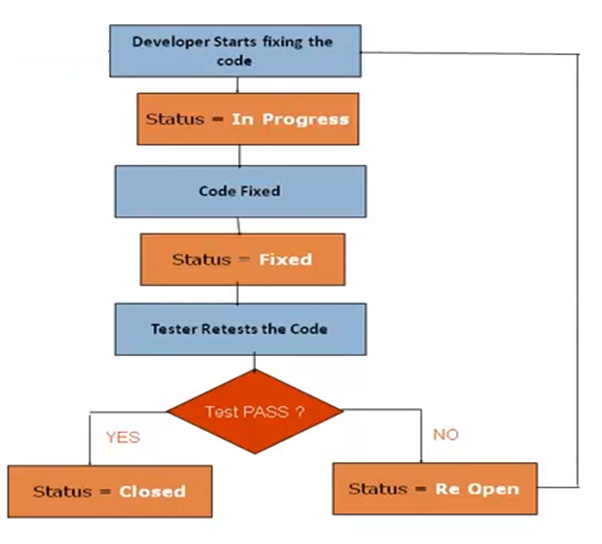 Developer Starts fixing the
code
Status = In Progress
Code Fixed
Status = Fixed
Tester Retests the Code
Test PASS ?
YES
NO
Status = Closed
Status = Re Open